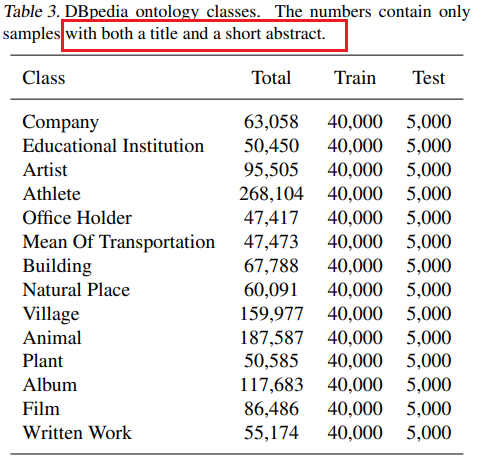 Table 3. DBpedia ontology classes. The numbers contain only
samples with both a title and a short abstract.
Class Total Train Test
Company 63,058 40,000 5,000
Educational Institution 50,450 40,000 5,000
Artist 95,505 40,000 5,000
Athlete 268,104 40,000 5,000
Office Holder 47,417 40,000 5,000
Mean Of Transportation 47,473 40,000 5,000
Building 67,788 40,000 5,000
Natural Place 60,091 40,000 5,000
Village 159,977 40,000 5,000
Animal 187,587 40,000 5,000
Plant 50,585 40,000 5,000
Album 117,683 40,000 5,000
Film 86,486 40,000 5,000
Written Work 55,174 40,000 5,000